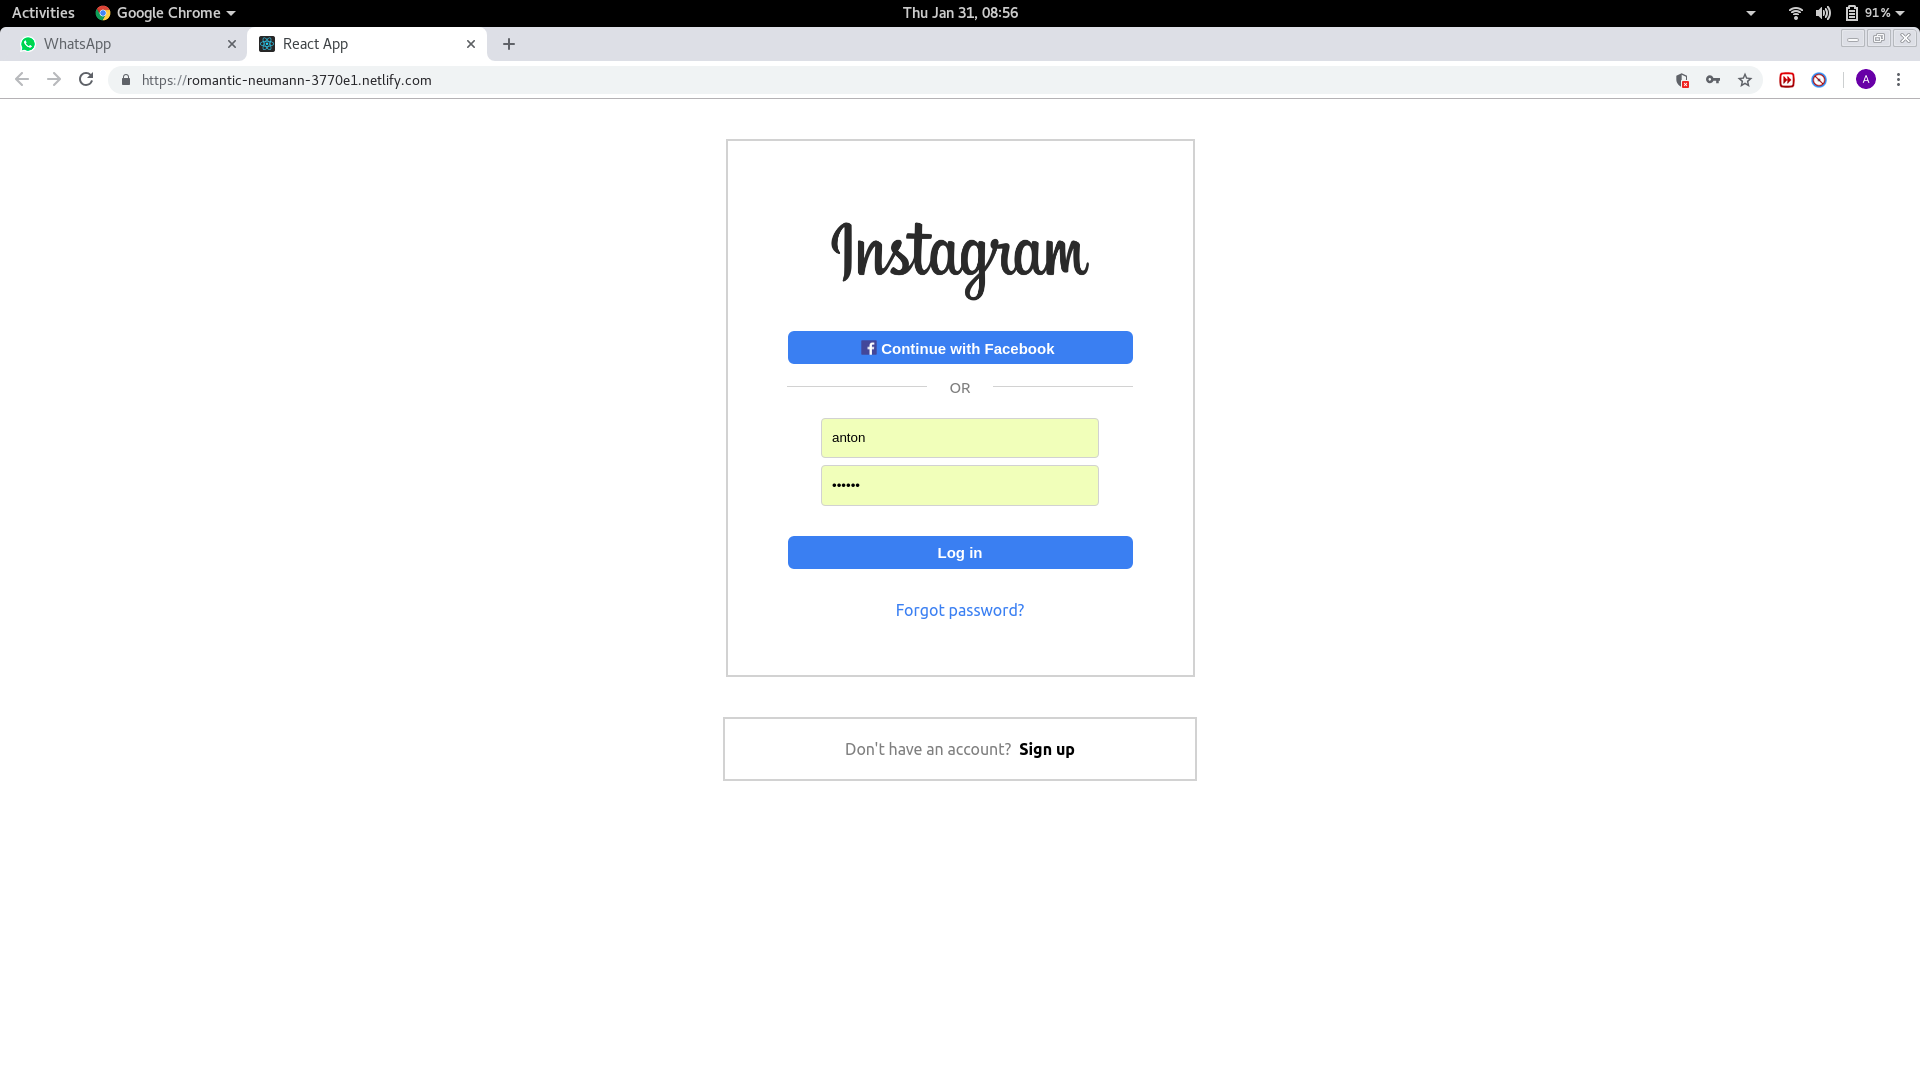 Activities
Google Chrome
Thu Jan 31, 08:56
91%
WhatsApp
React App
https://romantic-neumann-3770e1.netlify.com
A
Instagram
Continue with Facebook
OR
anton
••••••
Log in
Forgot password?
Don't have an account? Sign up